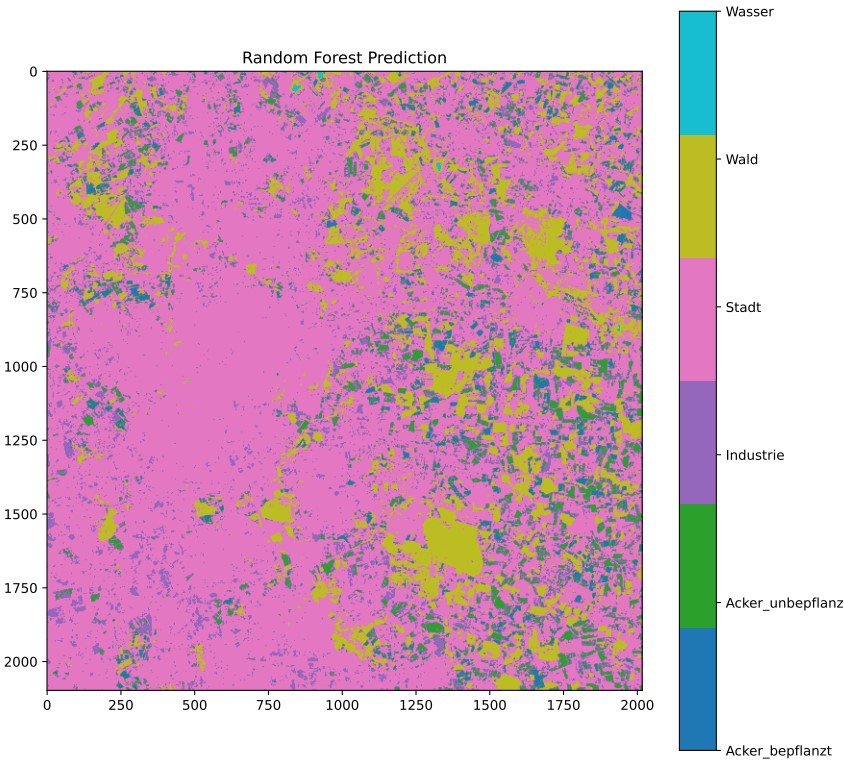 Random Forest Prediction
0
250
500
750
1000
1250
1500
1750
2000
0 250 500 750 1000 1250 1500 1750 2000
Wasser
Wald
Stadt
Industrie
Acker_unbepflanz
Acker_bepflanzt